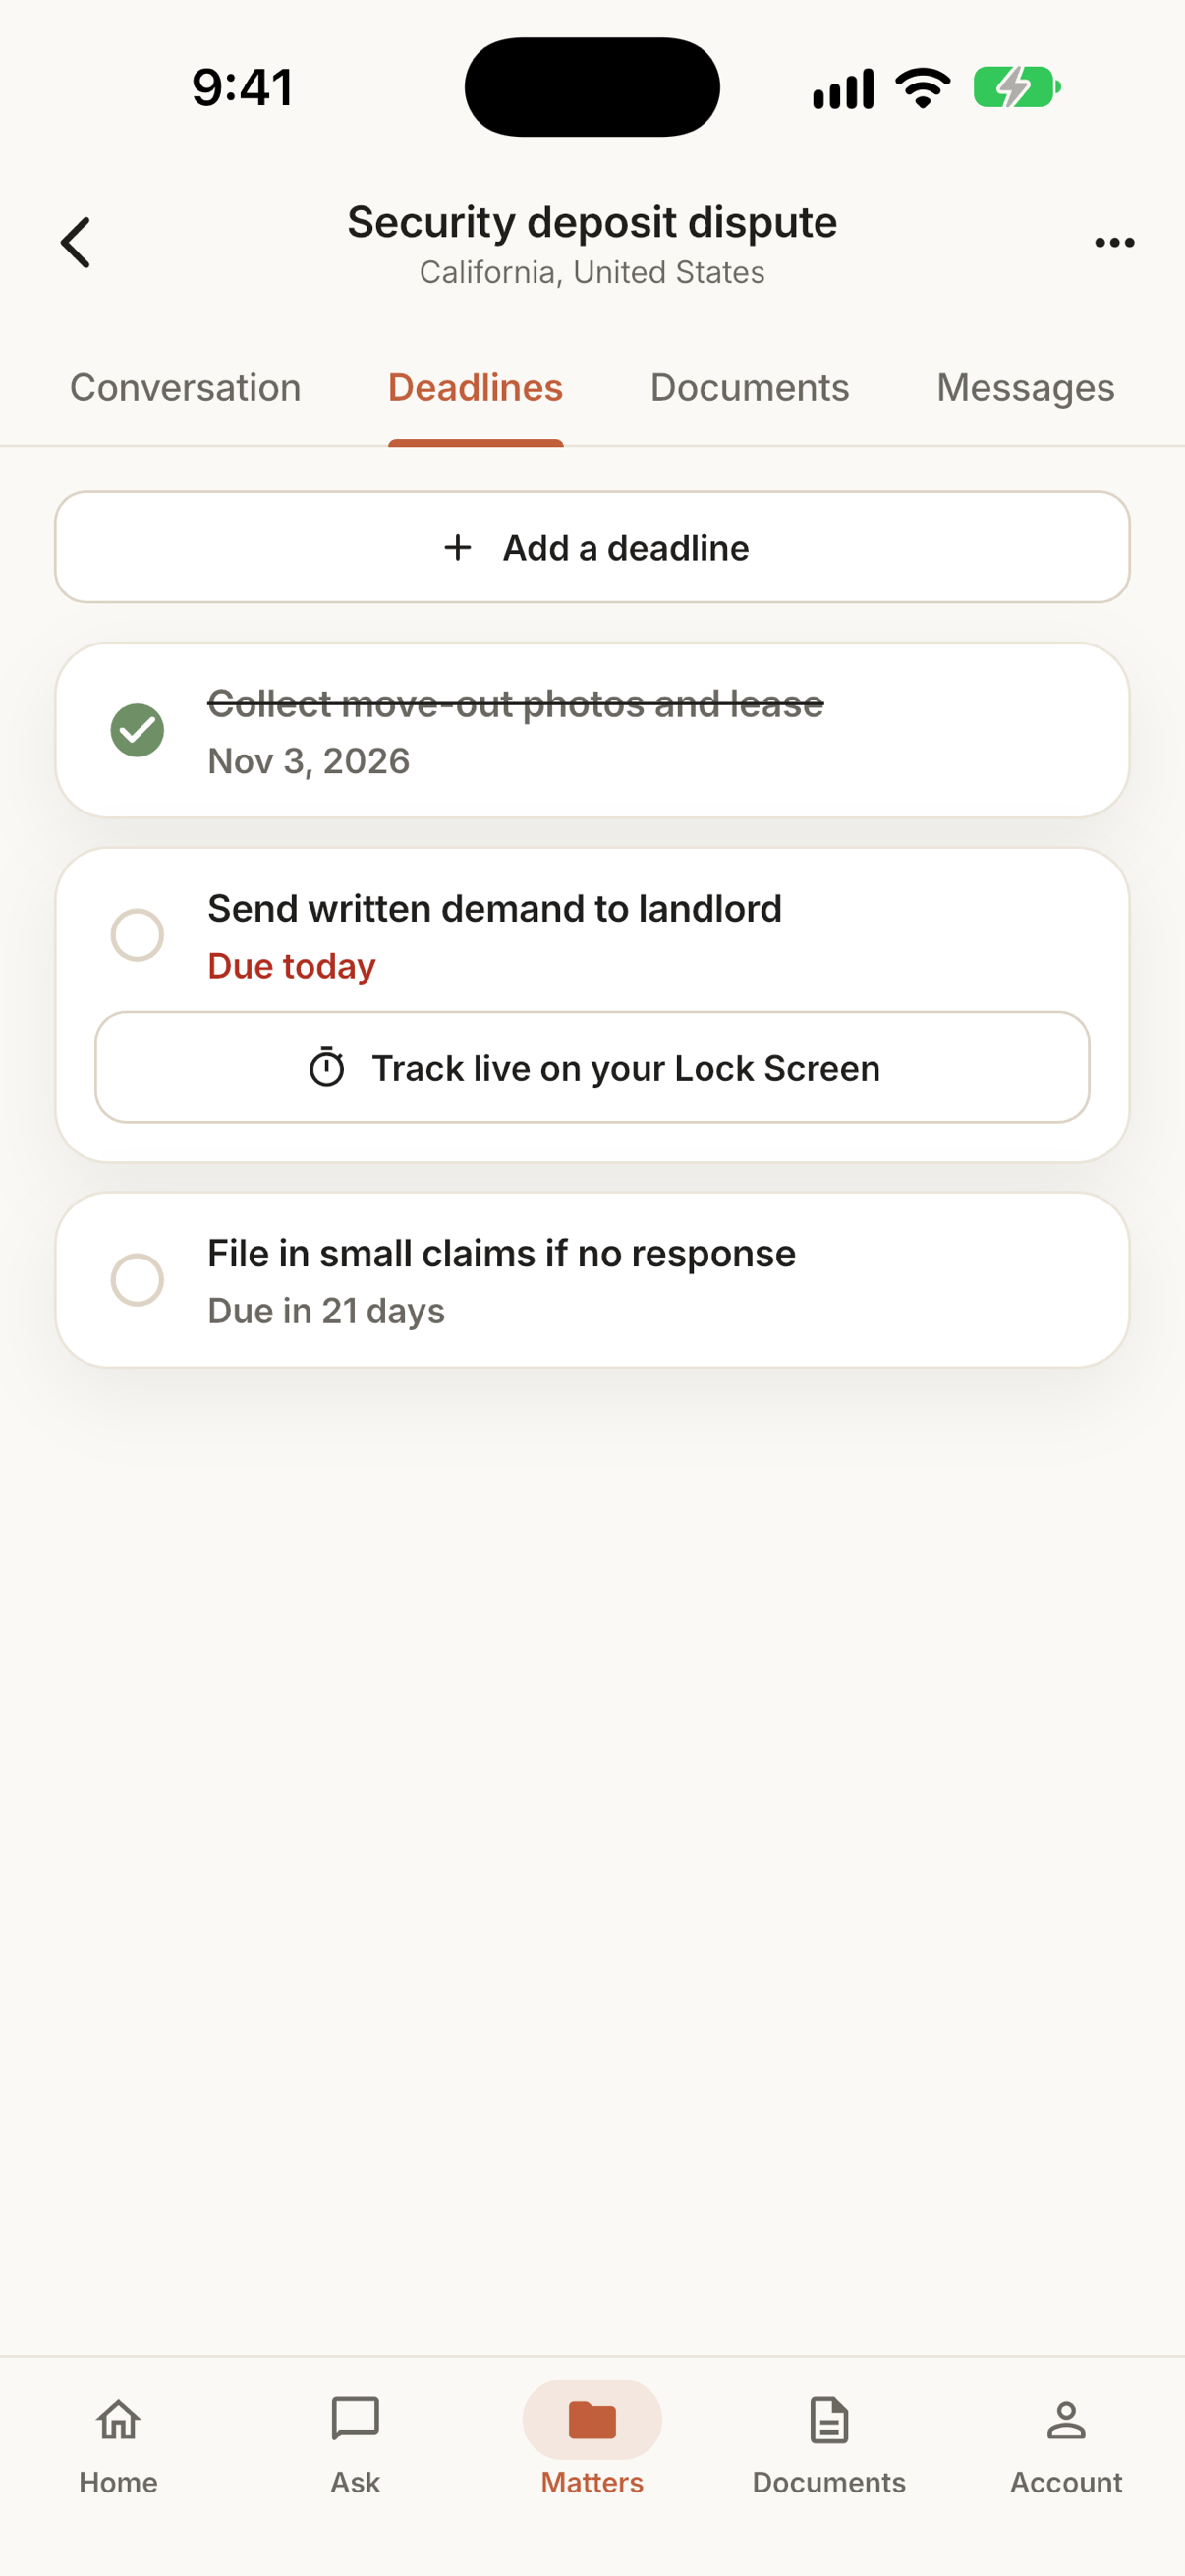 9:41
Security deposit dispute
California, United States
Conversation Deadlines Documents Messages
+ Add a deadline
Collect move-out photos and lease
Nov 3, 2026
Send written demand to landlord
Due today
Track live on your Lock Screen
File in small claims if no response
Due in 21 days
Home Ask Matters Documents Account